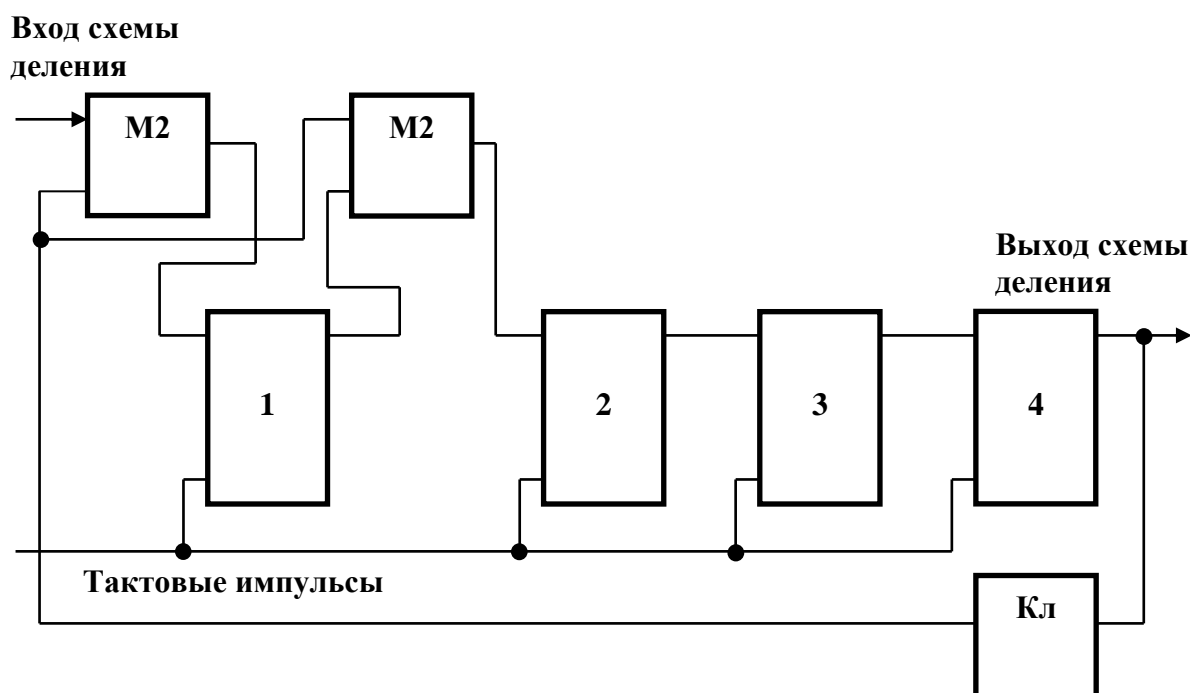 Вход схемы
деления
М2
М2
Выход схемы
деления
1
2
3
4
Тактовые импульсы
Кл